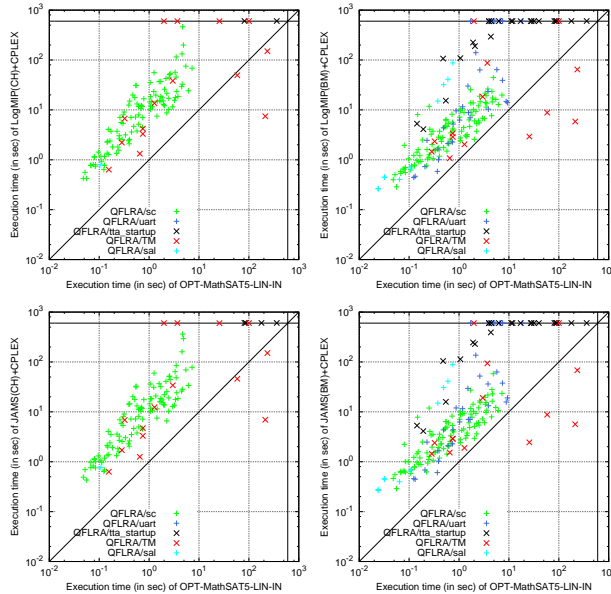 Execution time (in sec) of LogMIP(CH)+CPLEX
10^3
10^2
10^1
10^0
10^-1
10^-2
10^-2 10^-1 10^0 10^1 10^2 10^3
Execution time (in sec) of OPT-MathSAT5-LIN-IN
QFLRA/sc
QFLRA/uart
QFLRA/tta_startup
QFLRA/TM
QFLRA/sal
Execution time (in sec) of LogMIP(BM)+CPLEX
10^3
10^2
10^1
10^0
10^-1
10^-2
10^-2 10^-1 10^0 10^1 10^2 10^3
Execution time (in sec) of OPT-MathSAT5-LIN-IN
QFLRA/sc
QFLRA/uart
QFLRA/tta_startup
QFLRA/TM
QFLRA/sal
Execution time (in sec) of JAMS(CH)+CPLEX
10^3
10^2
10^1
10^0
10^-1
10^-2
10^-2 10^-1 10^0 10^1 10^2 10^3
Execution time (in sec) of OPT-MathSAT5-LIN-IN
QFLRA/sc
QFLRA/uart
QFLRA/tta_startup
QFLRA/TM
QFLRA/sal
Execution time (in sec) of JAMS(BM)+CPLEX
10^3
10^2
10^1
10^0
10^-1
10^-2
10^-2 10^-1 10^0 10^1 10^2 10^3
Execution time (in sec) of OPT-MathSAT5-LIN-IN
QFLRA/sc
QFLRA/uart
QFLRA/tta_startup
QFLRA/TM
QFLRA/sal